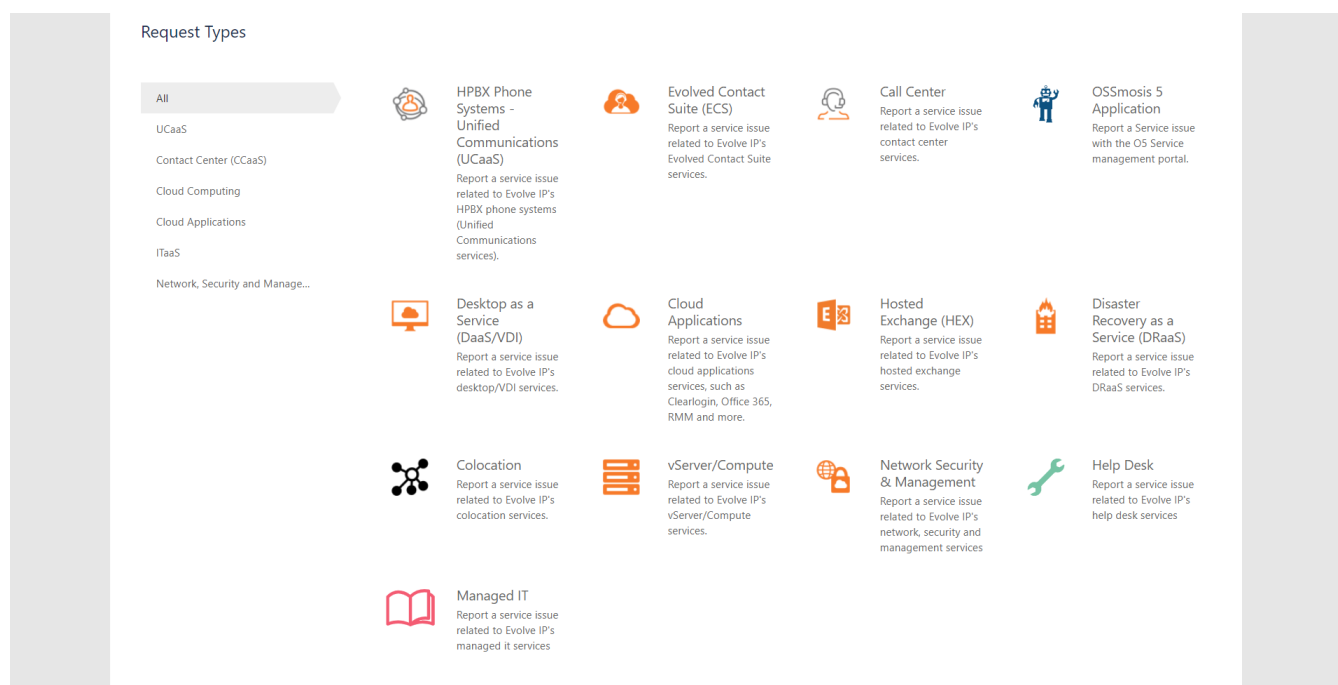 Request Types
All
UCaaS
Contact Center (CCaaS)
Cloud Computing
Cloud Applications
ITaaS
Network, Security and Manage...
HPBX Phone
Systems -
Unified
Communications
(UCaaS)
Report a service issue
related to Evolve IP's
HPBX phone systems
(Unified
Communications
services).
Evolved Contact
Suite (ECS)
Report a service issue
related to Evolve IP's
Evolved Contact Suite
services.
Call Center
Report a service issue
related to Evolve IP's
contact center
services.
OSSmosis 5
Application
Report a Service issue
with the O5 Service
management portal.
Desktop as a
Service
(DaaS/VDI)
Report a service issue
related to Evolve IP's
desktop/VDI services.
Cloud
Applications
Report a service issue
related to Evolve IP's
cloud applications
services, such as
Clearlogin, Office 365,
RMM and more.
E
Hosted
Exchange (HEX)
Report a service issue
related to Evolve IP's
hosted exchange
services.
Disaster
Recovery as a
Service (DRaaS)
Report a service issue
related to Evolve IP's
DRaaS services.
Colocation
Report a service issue
related to Evolve IP's
colocation services.
vServer/Compute
Report a service issue
related to Evolve IP's
vServer/Compute
services.
Network Security
& Management
Report a service issue
related to Evolve IP's
network, security and
management services
Help Desk
Report a service issue
related to Evolve IP's
help desk services
Managed IT
Report a service issue
related to Evolve IP's
managed it services